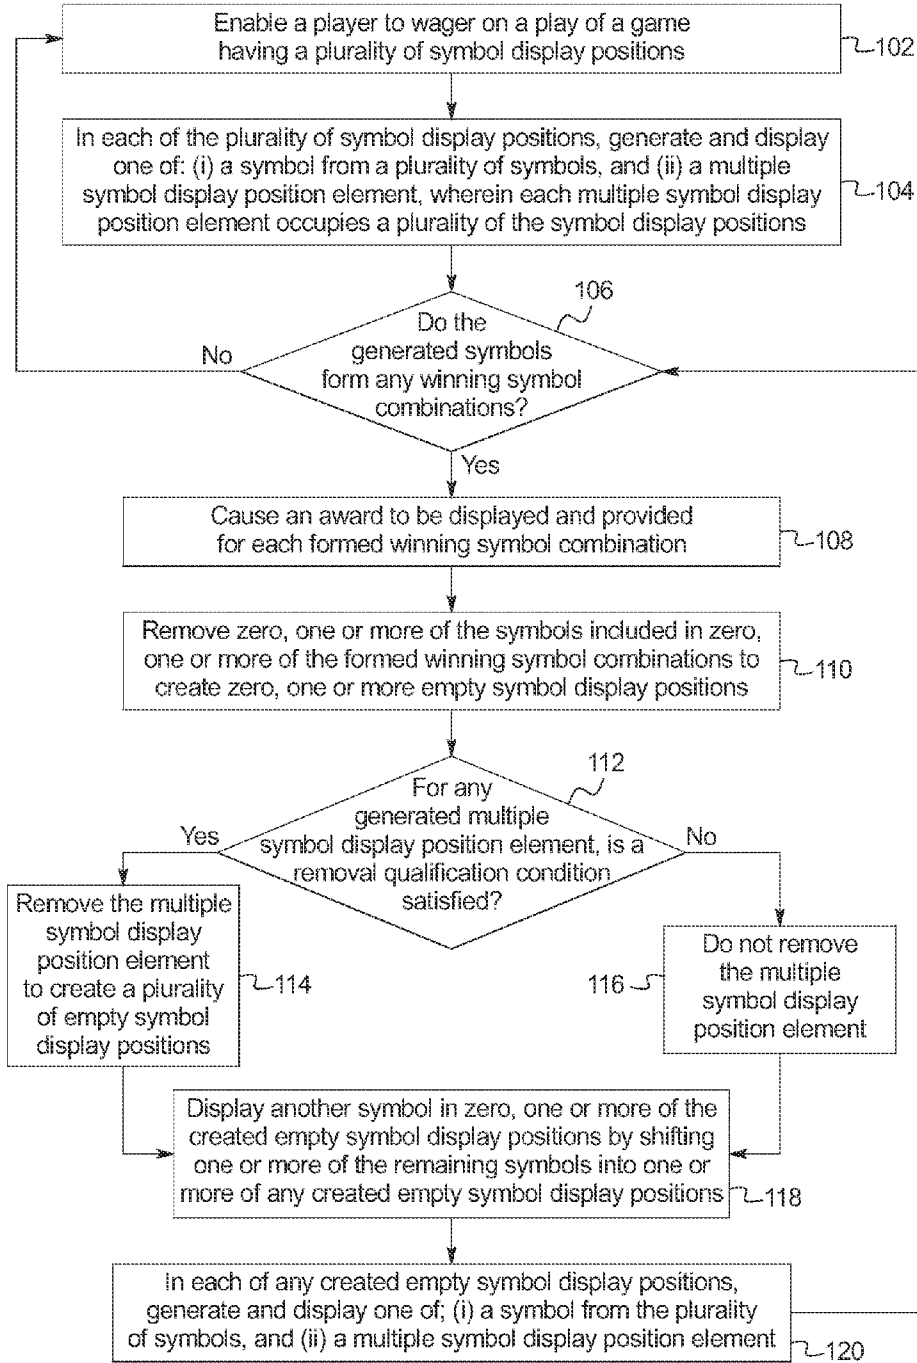 Enable a player to wager on a play of a game
having a plurality of symbol display positions
102
In each of the plurality of symbol display positions, generate and display
one of: (i) a symbol from a plurality of symbols, and (ii) a multiple
symbol display position element, wherein each multiple symbol display
position element occupies a plurality of the symbol display positions
104
106
Do the
generated symbols
form any winning symbol
combinations?
No
Yes
Cause an award to be displayed and provided
for each formed winning symbol combination
108
Remove zero, one or more of the symbols included in zero,
one or more of the formed winning symbol combinations to
create zero, one or more empty symbol display positions
110
112
For any
generated multiple
symbol display position element, is a
removal qualification condition
satisfied?
Yes
No
Remove the multiple
symbol display
position element
to create a plurality
of empty symbol
display positions
114
116
Do not remove
the multiple
symbol display
position element
Display another symbol in zero, one or more of the
created empty symbol display positions by shifting
one or more of the remaining symbols into one or
more of any created empty symbol display positions
118
In each of any created empty symbol display positions,
generate and display one of; (i) a symbol from the plurality
of symbols, and (ii) a multiple symbol display position element
120